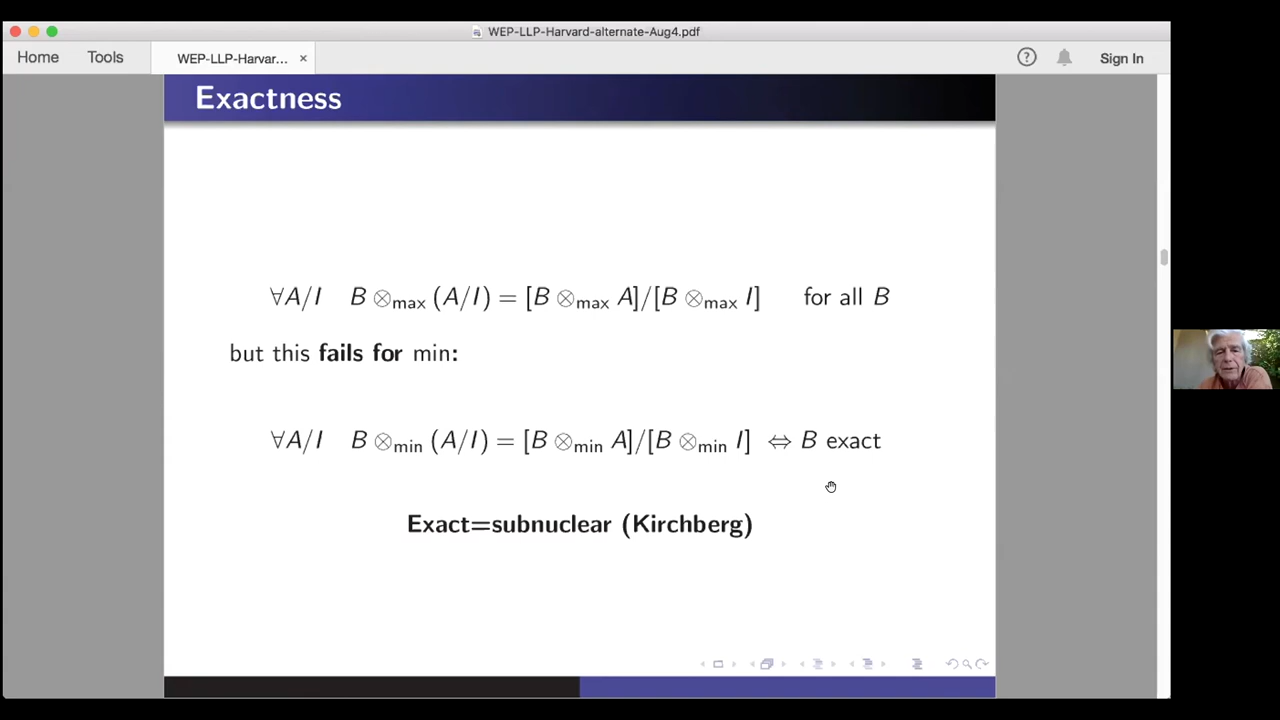 WEP-LLP-Harvard-alternate-Aug4.pdf
Home Tools WEP-LLP-Harvar... × ? Sign In
Exactness
∀A/I B ⊗max (A/I) = [B ⊗max A]/[B ⊗max I] for all B
but this fails for min:
∀A/I B ⊗min (A/I) = [B ⊗min A]/[B ⊗min I] ⇔ B exact
Exact=subnuclear (Kirchberg)